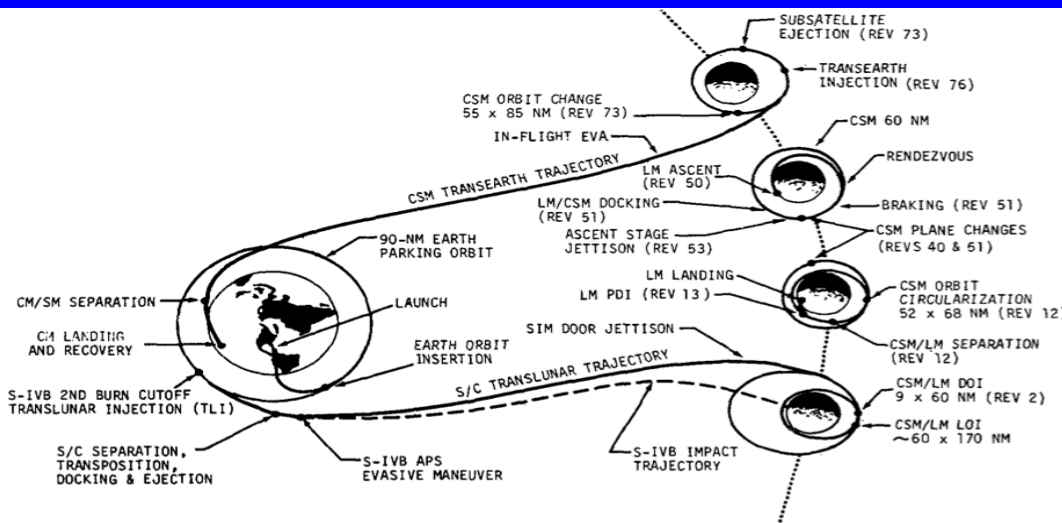 SUBSATELLITE
EJECTION (REV 73)
TRANSEARTH
INJECTION (REV 76)
CSM ORBIT CHANGE
55 x 85 NM (REV 73)
IN-FLIGHT EVA
CSM 60 NM
CSM TRANSEARTH TRAJECTORY
LM ASCENT
(REV 50)
RENDEZVOUS
LM/CSM DOCKING
(REV 51)
BRAKING (REV 51)
ASCENT STAGE
JETTISON (REV 53)
CSM PLANE CHANGES
(REVS 40 & 61)
90-NM EARTH
PARKING ORBIT
LM LANDING
LM PDI (REV 13)
CSM ORBIT
CIRCULARIZATION
52 x 68 NM (REV 12)
CM/SM SEPARATION
LAUNCH
SIM DOOR JETTISON
CM LANDING
AND RECOVERY
EARTH ORBIT
INSERTION
CSM/LM SEPARATION
(REV 12)
S/C TRANSLUNAR TRAJECTORY
S-IVB 2ND BURN CUTOFF
TRANSLUNAR INJECTION (TLI)
CSM/LM DOI
9 x 60 NM (REV 2)
CSM/LM LOI
~60 x 170 NM
S/C SEPARATION,
TRANSPOSITION,
DOCKING & EJECTION
S-IVB APS
EVASIVE MANEUVER
S-IVB IMPACT
TRAJECTORY